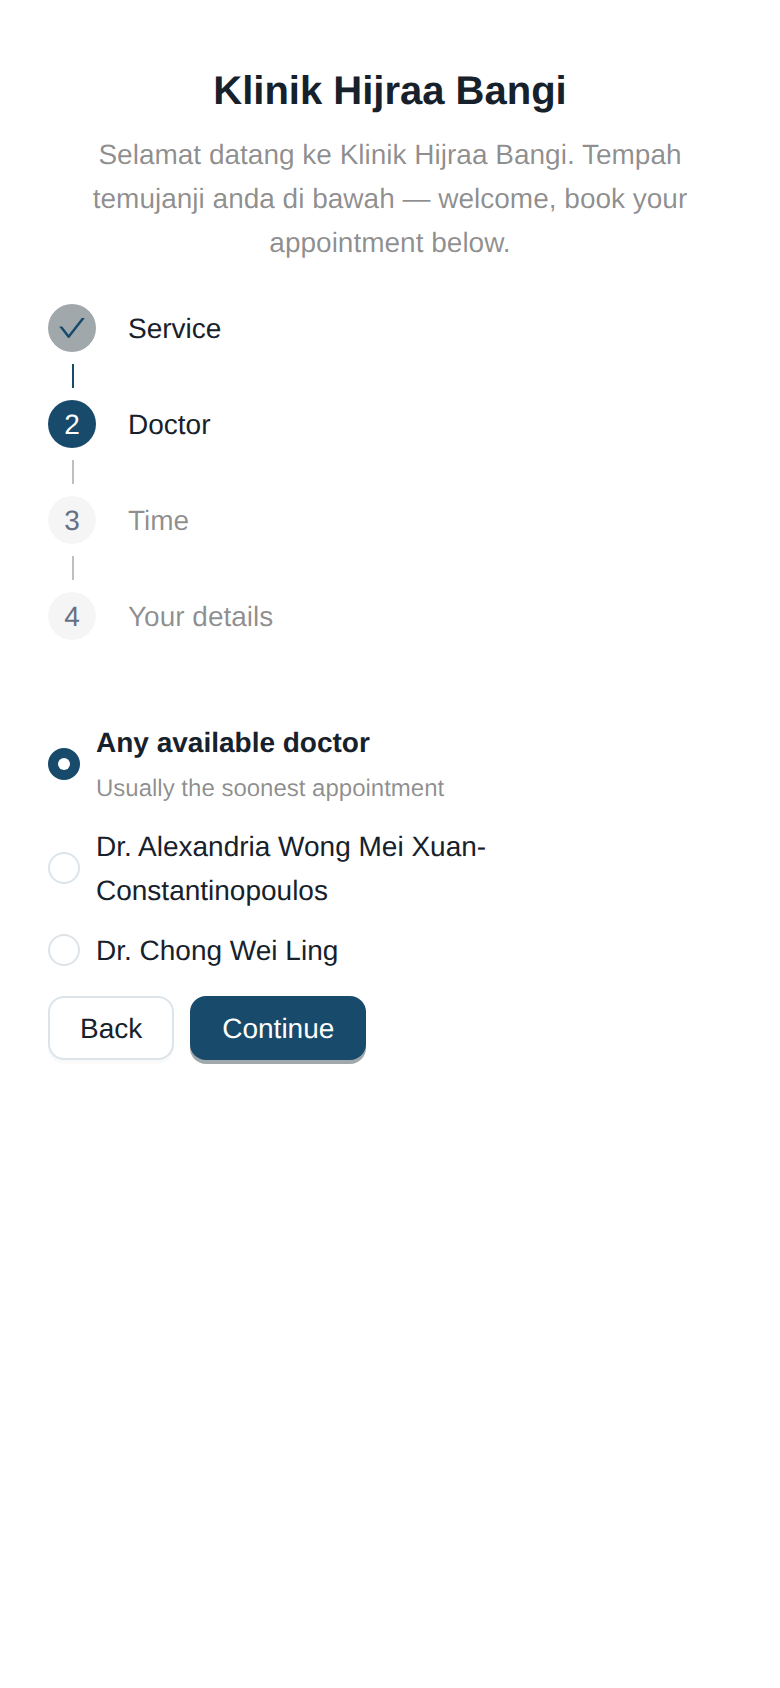 Klinik Hijraa Bangi
Selamat datang ke Klinik Hijraa Bangi. Tempah
temujanji anda di bawah — welcome, book your
appointment below.
Service
2
Doctor
3
Time
4
Your details
Any available doctor
Usually the soonest appointment
Dr. Alexandria Wong Mei Xuan-
Constantinopoulos
Dr. Chong Wei Ling
Back
Continue